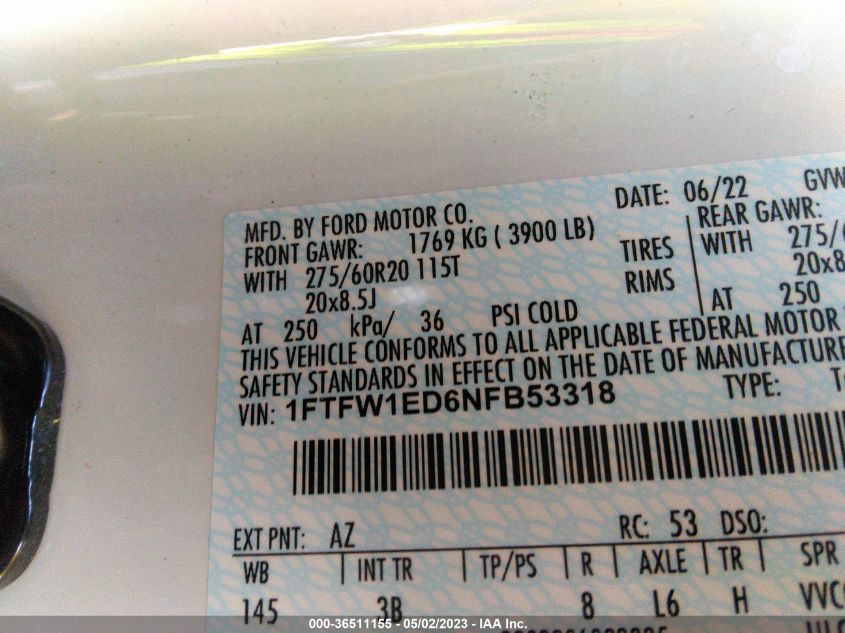 DATE: 06/22 GVW
MFD. BY FORD MOTOR CO.
FRONT GAWR: 1769 KG ( 3900 LB) REAR GAWR:
WITH 275/60R20 115T TIRES WITH 275/6
20x8.5J RIMS 20x8
AT 250 kPa/ 36 PSI COLD AT 250
THIS VEHICLE CONFORMS TO ALL APPLICABLE FEDERAL MOTOR
SAFETY STANDARDS IN EFFECT ON THE DATE OF MANUFACTURE
VIN: 1FTFW1ED6NFB53318 TYPE:
EXT PNT: AZ RC: 53 DSO:
WB INT TR TP/PS R AXLE TR SPR
145 3B 8 L6 H VVC
000-36511155 - 05/02/2023 - IAA Inc.